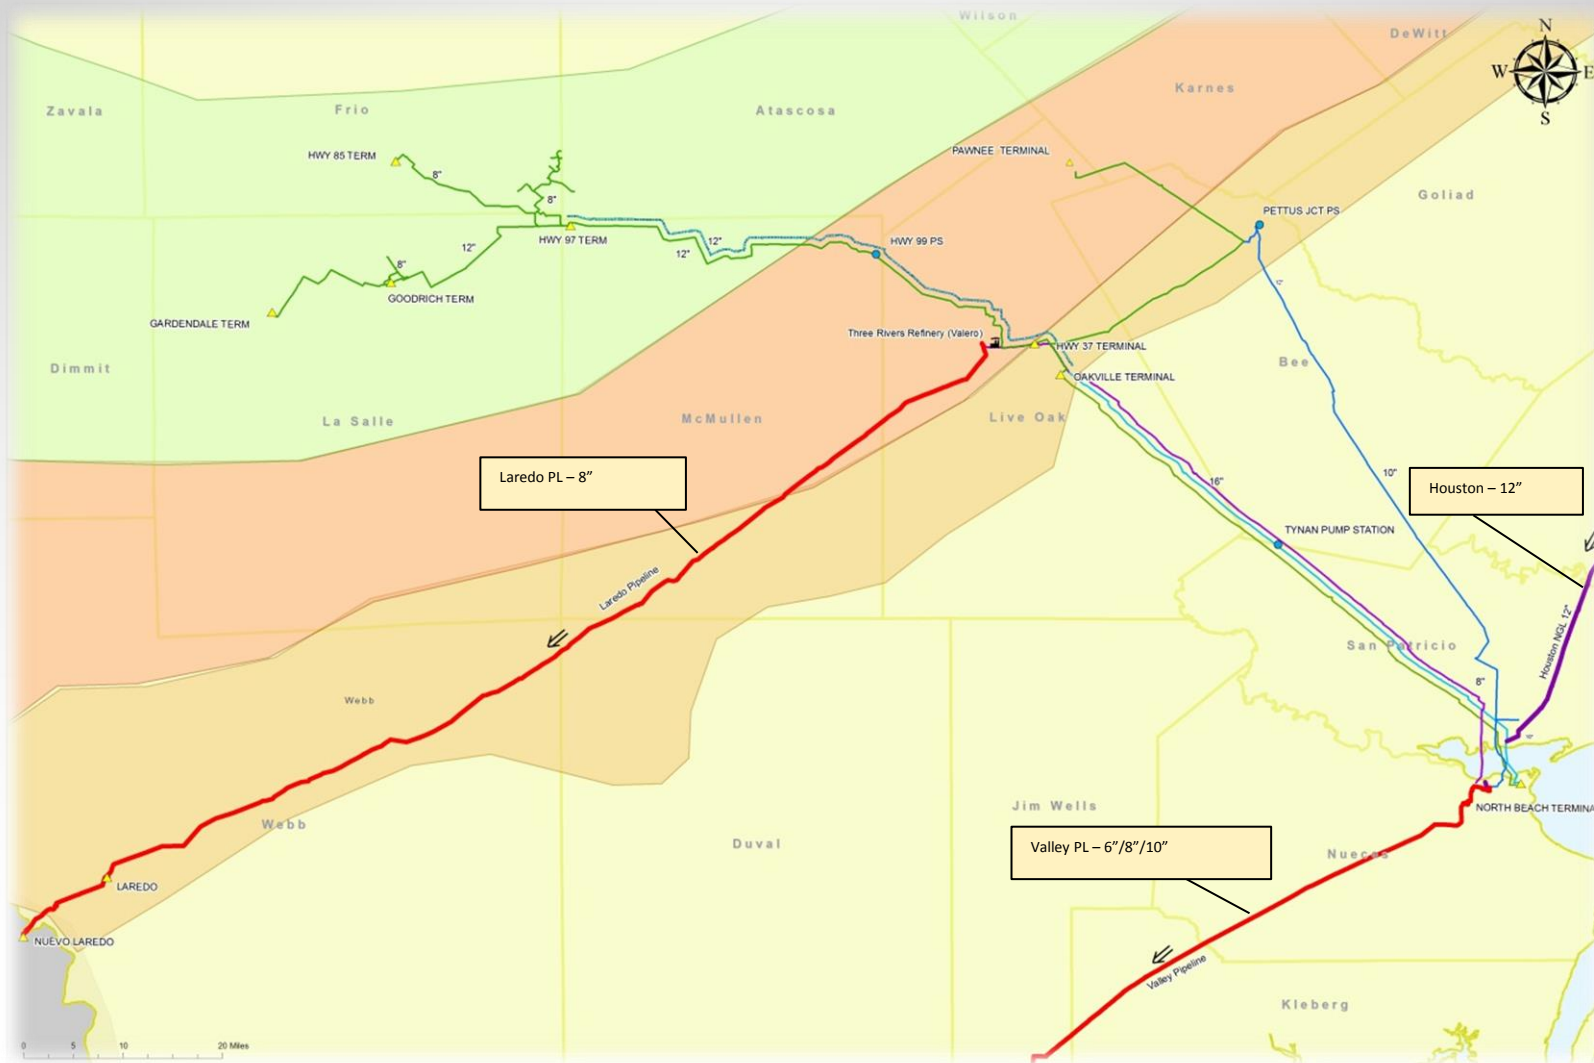 Wilson
N
DeWitt
W
E
S
Zavala
Frio
Atascosa
Karnes
HWY 85 TERM
PAWNEE TERMINAL
8"
8"
Goliad
PETTUS JCT PS
HWY 97 TERM
12"
12"
12"
HWY 99 PS
8"
GOODRICH TERM
12"
GARDENDALE TERM
Three Rivers Refinery (Valero)
HWY 37 TERMINAL
Dimmit
Bee
OAKVILLE TERMINAL
La Salle
McMullen
Live Oak
Laredo PL – 8”
16"
10"
Houston – 12”
TYNAN PUMP STATION
Laredo Pipeline
Houston NGL 12"
San Patricio
8"
Webb
NORTH BEACH TERMINA
Jim Wells
Webb
Duval
Valley PL – 6”/8”/10”
Nueces
LAREDO
NUEVO LAREDO
Valley Pipeline
Kleberg
0 5 10 20 Miles